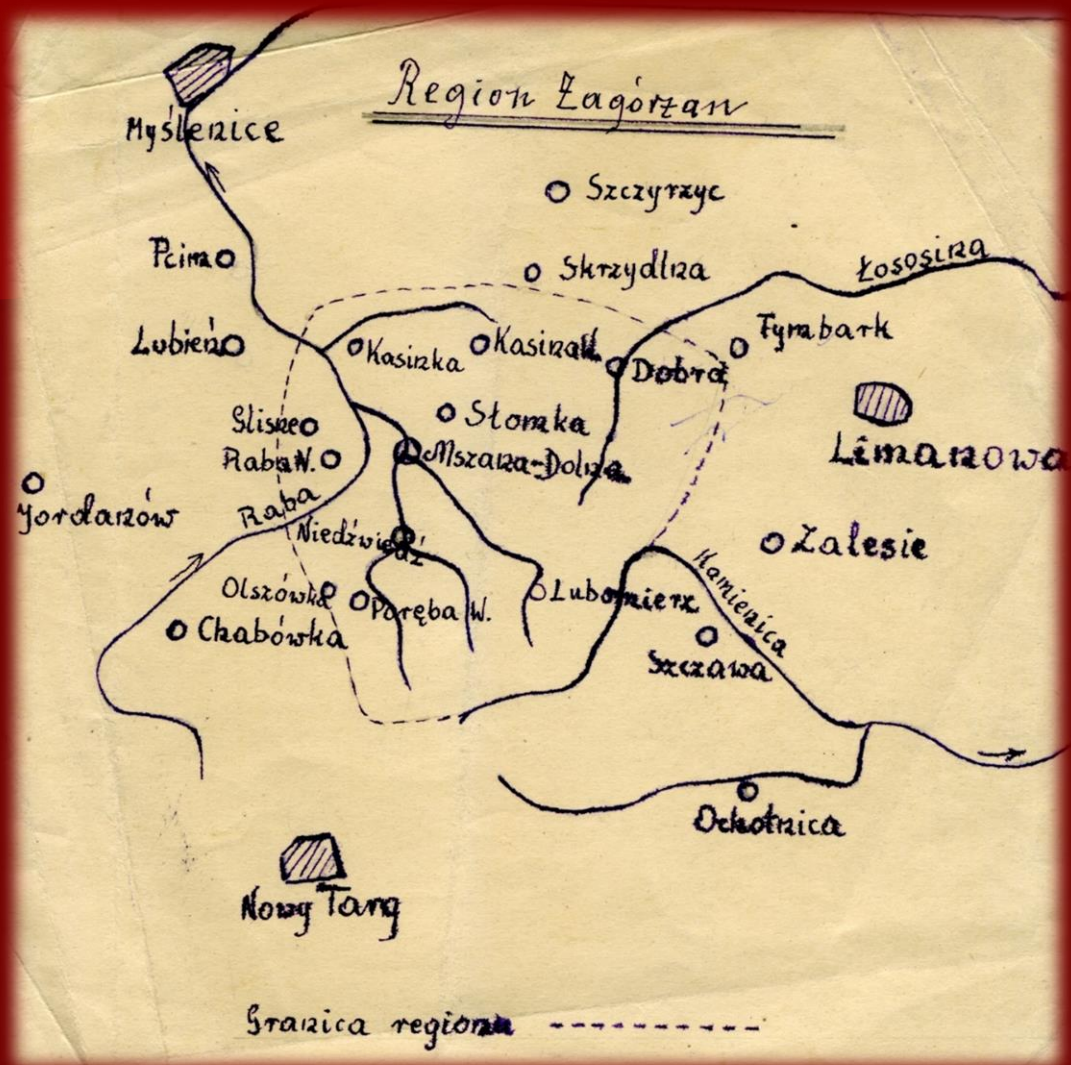 Region Zagórzan
Myślenice
Szczyrzyc
Pcim
Skrzydlna
Łososina
Lubień
Kasinka
Kasina W.
Tymbark
Dobra
Glisne
Słomka
Raba N.
Mszana-Dolna
Limanowa
Jordanów
Raba
Niedźwiedź
Zalesie
Olszówka
Poręba W.
Lubomierz
Kamienica
Chabówka
Szczawa
Ochotnica
Nowy Targ
Granica regionu